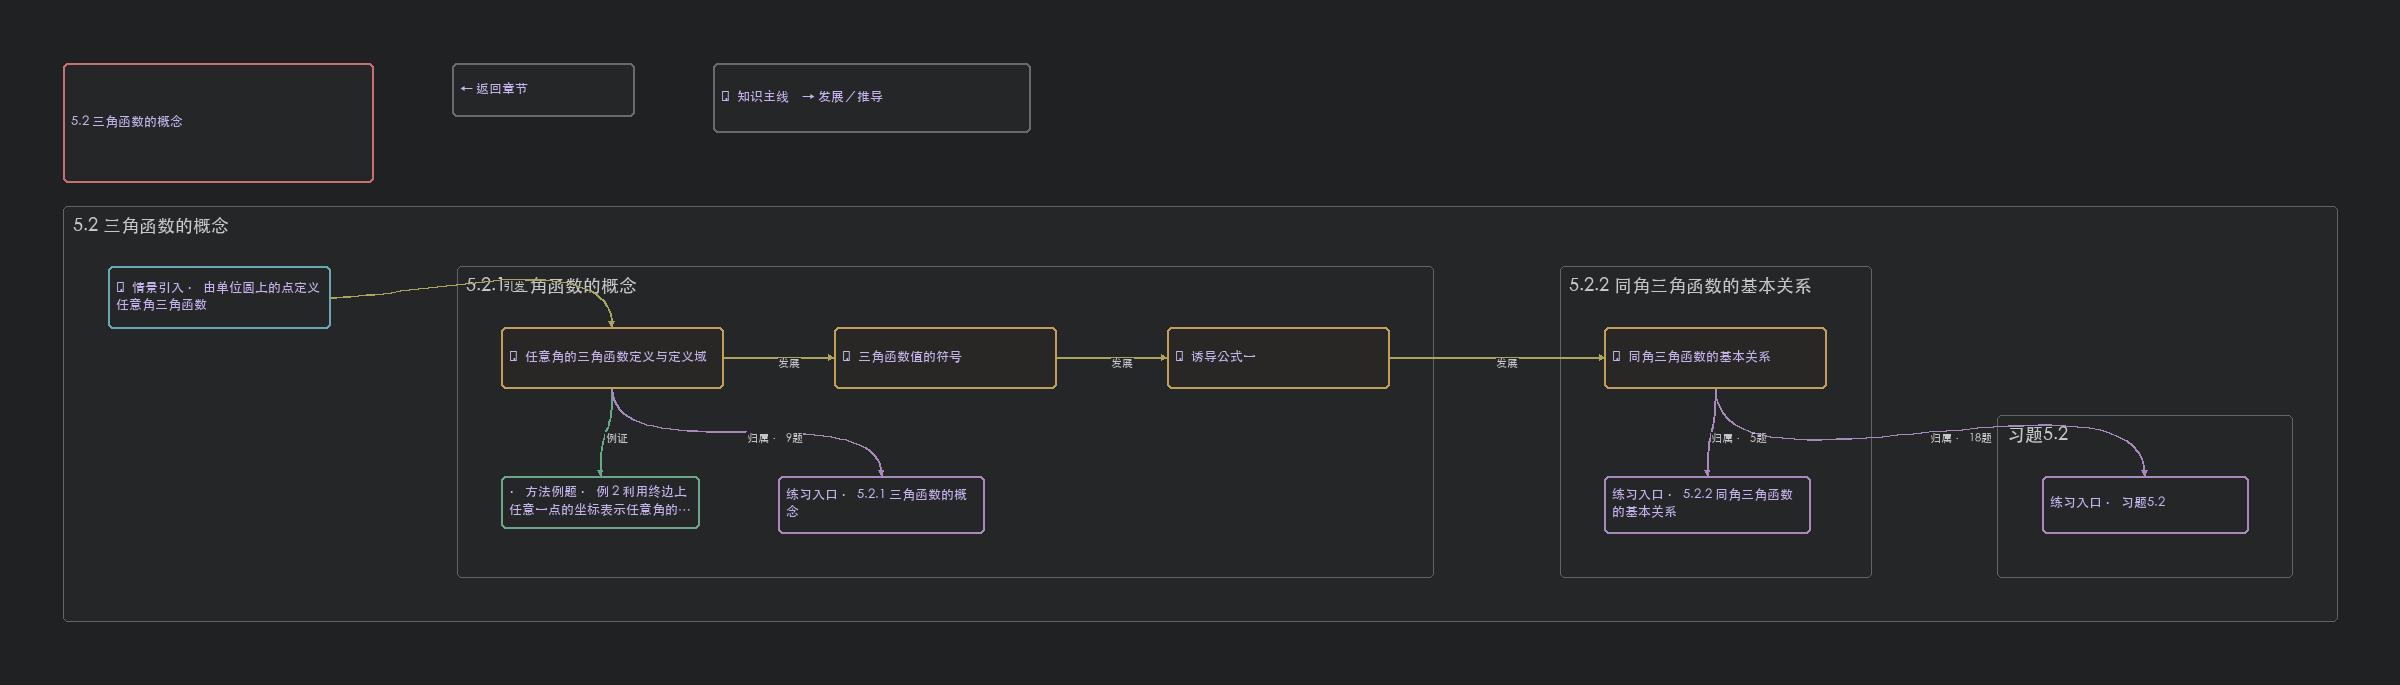 5.2 三角函数的概念
← 返回章节
知识主线 → 发展／推导
5.2 三角函数的概念
情景引入· 由单位圆上的点定义
任意角三角函数
引发
5.2.1 三角函数的概念
任意角的三角函数定义与定义域
发展
三角函数值的符号
发展
诱导公式一
发展
5.2.2 同角三角函数的基本关系
同角三角函数的基本关系
例证
归属· 9题
· 方法例题· 例2 利用终边上
任意一点的坐标表示任意角的…
练习入口· 5.2.1 三角函数的概
念
归属· 5题
归属· 18题
练习入口· 5.2.2 同角三角函数
的基本关系
习题5.2
练习入口· 习题5.2